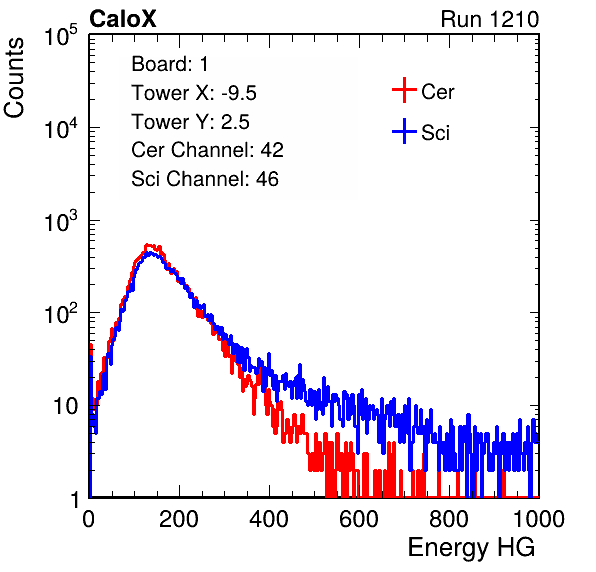 CaloX Run 1210
Counts
Board: 1
Tower X: -9.5
Tower Y: 2.5
Cer Channel: 42
Sci Channel: 46
Cer
Sci
10^5
10^4
10^3
10^2
10
1
0 200 400 600 800 1000
Energy HG